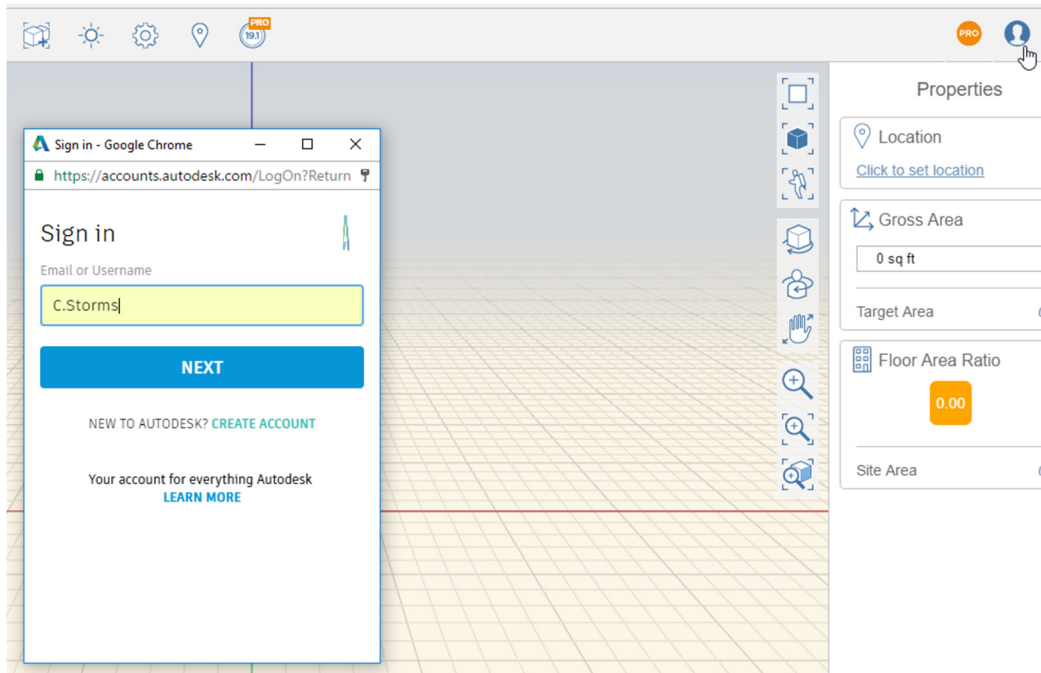 PRO
19.1
PRO
Properties
Sign in - Google Chrome
https://accounts.autodesk.com/LogOn?Return
Sign in
Email or Username
C.Storms
NEXT
NEW TO AUTODESK? CREATE ACCOUNT
Your account for everything Autodesk
LEARN MORE
Location
Click to set location
Gross Area
0 sq ft
Target Area
Floor Area Ratio
0.00
Site Area